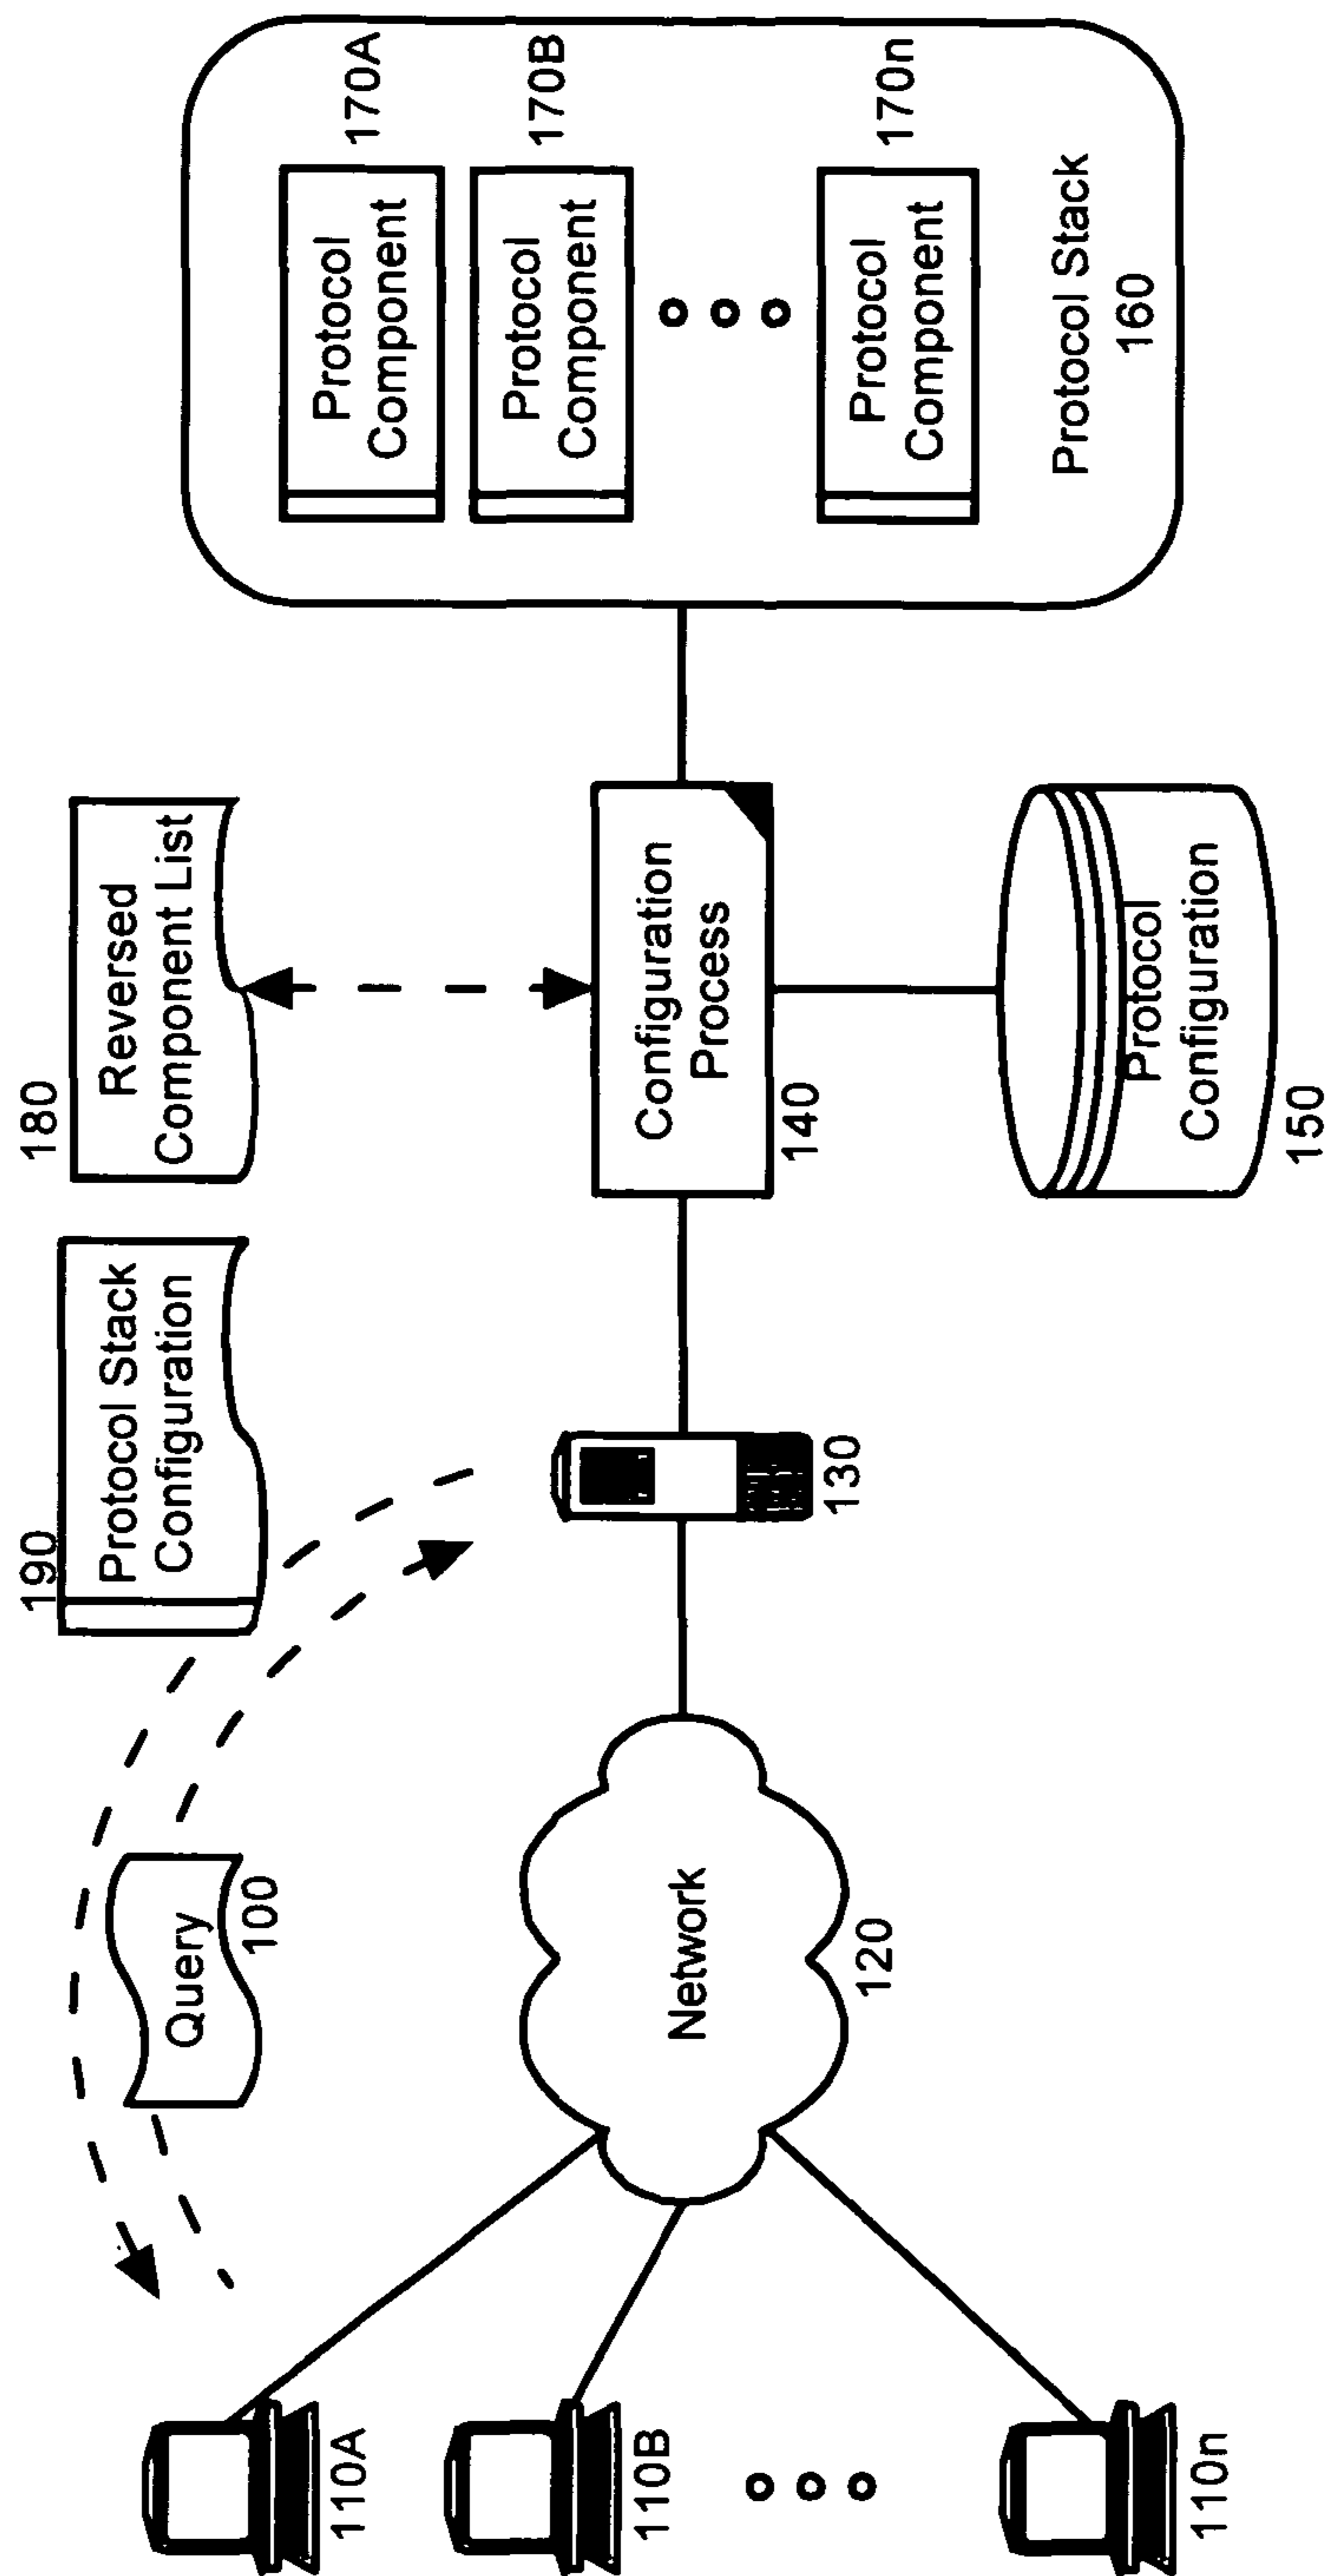 190
Protocol Stack
Configuration
180
Reversed
Component List
Query
100
110A
110B
110n
Network
120
130
Configuration
Process
140
Protocol
Configuration
150
Protocol
Component
170A
Protocol
Component
170B
Protocol
Component
170n
Protocol Stack
160